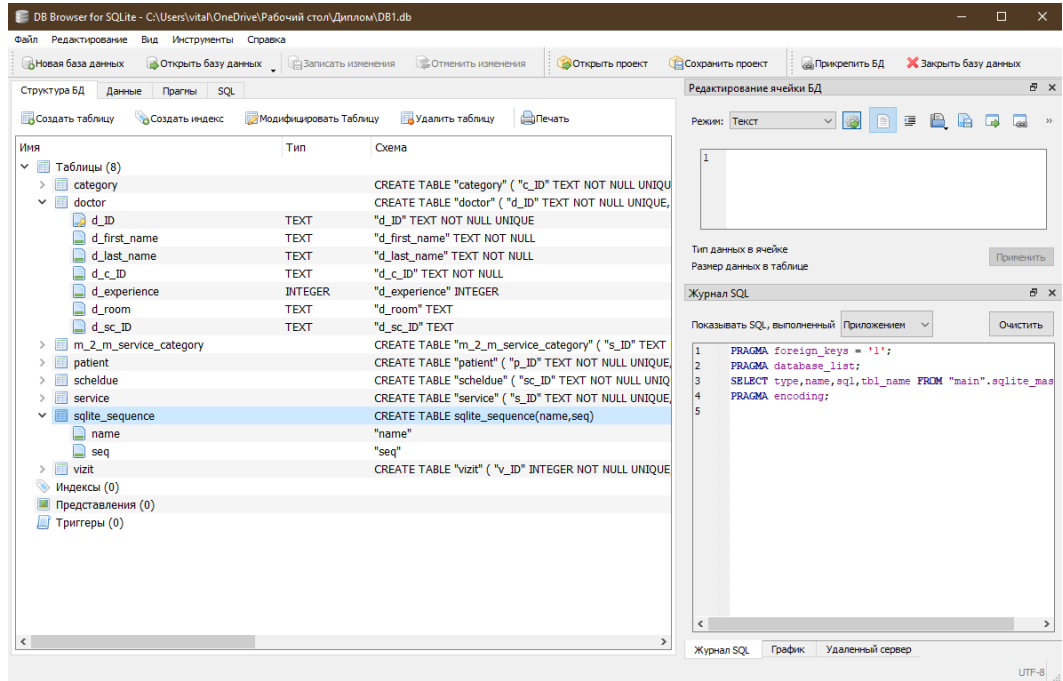 DB Browser for SQLite - C:\Users\vital\OneDrive\Рабочий стол\Диплом\DB1.db
Файл Редактирование Вид Инструменты Справка
Новая база данных Открыть базу данных Записать изменения Отменить изменения Открыть проект Сохранить проект Прикрепить БД Закрыть базу данных
Структура БД Данные Прагмы SQL
Создать таблицу Создать индекс Модифицировать Таблицу Удалить таблицу Печать
Имя Тип Схема
Таблицы (8)
category CREATE TABLE "category" ( "c_ID" TEXT NOT NULL UNIQU
doctor CREATE TABLE "doctor" ( "d_ID" TEXT NOT NULL UNIQUE,
d_ID TEXT "d_ID" TEXT NOT NULL UNIQUE
d_first_name TEXT "d_first_name" TEXT NOT NULL
d_last_name TEXT "d_last_name" TEXT NOT NULL
d_c_ID TEXT "d_c_ID" TEXT NOT NULL
d_experience INTEGER "d_experience" INTEGER
d_room TEXT "d_room" TEXT
d_sc_ID TEXT "d_sc_ID" TEXT
m_2_m_service_category CREATE TABLE "m_2_m_service_category" ( "s_ID" TEXT
patient CREATE TABLE "patient" ( "p_ID" TEXT NOT NULL UNIQUE,
scheldue CREATE TABLE "scheldue" ( "sc_ID" TEXT NOT NULL UNIQ
service CREATE TABLE "service" ( "s_ID" TEXT NOT NULL UNIQUE,
sqlite_sequence CREATE TABLE sqlite_sequence(name,seq)
name "name"
seq "seq"
vizit CREATE TABLE "vizit" ( "v_ID" INTEGER NOT NULL UNIQUE
Индексы (0)
Представления (0)
Триггеры (0)
Редактирование ячейки БД
Режим: Текст
1
Тип данных в ячейке
Размер данных в таблице
Применить
Журнал SQL
Показывать SQL, выполненный Приложением Очистить
1 PRAGMA foreign_keys = '1';
2 PRAGMA database_list;
3 SELECT type,name,sql,tbl_name FROM "main".sqlite_mas
4 PRAGMA encoding;
5
Журнал SQL График Удаленный сервер
UTF-8